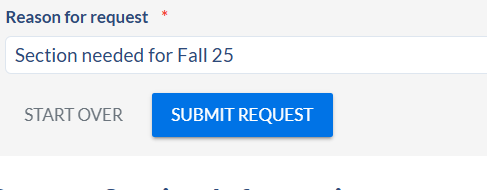 Reason for request *
Section needed for Fall 25
START OVER SUBMIT REQUEST